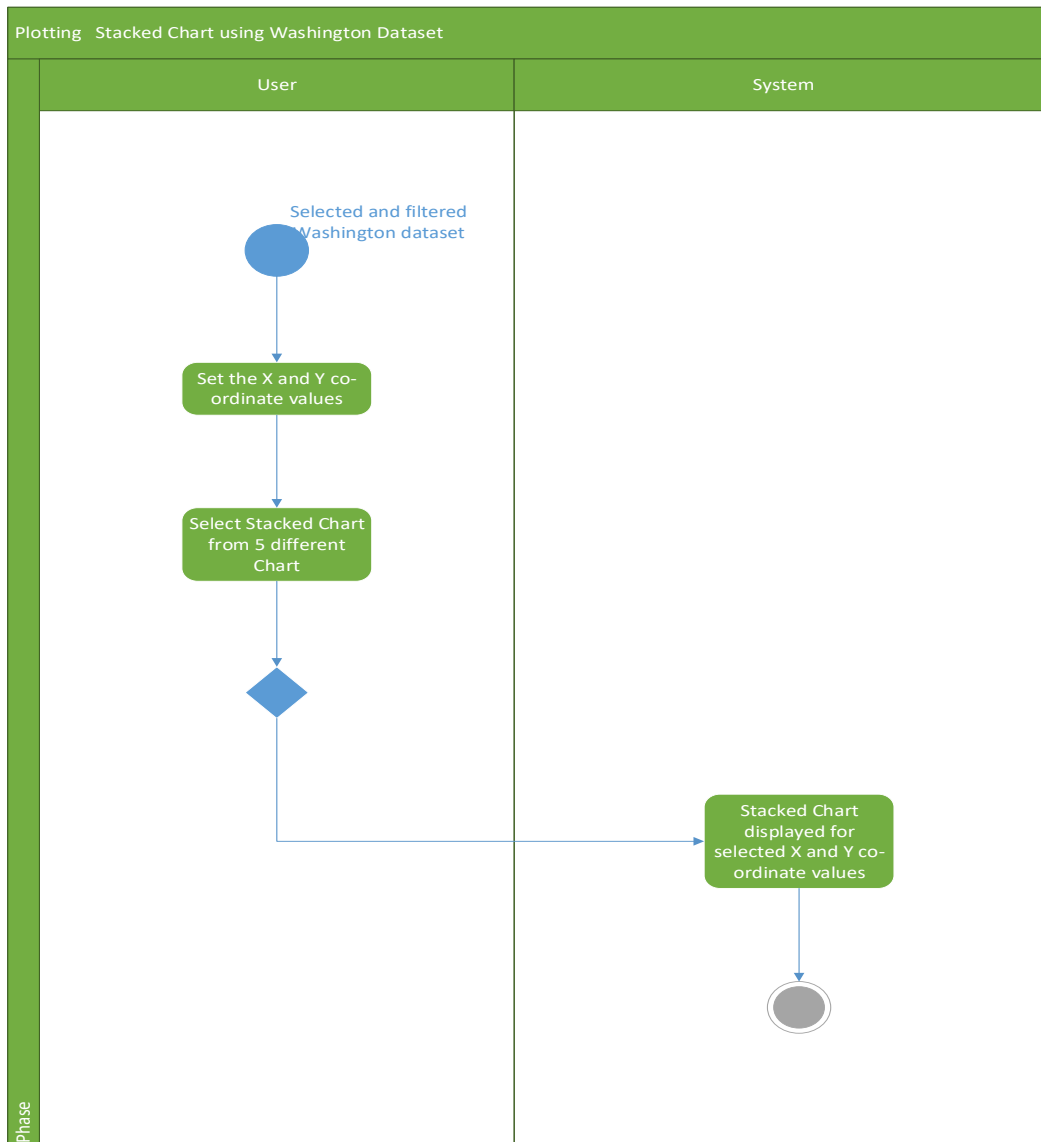 Plotting   Stacked Chart using Washington Dataset
User
System
Selected and filtered
Washington dataset
Set the X and Y co-
ordinate values
Select Stacked Chart
from 5 different
Chart
Stacked Chart
displayed for
selected X and Y co-
ordinate values
Phase